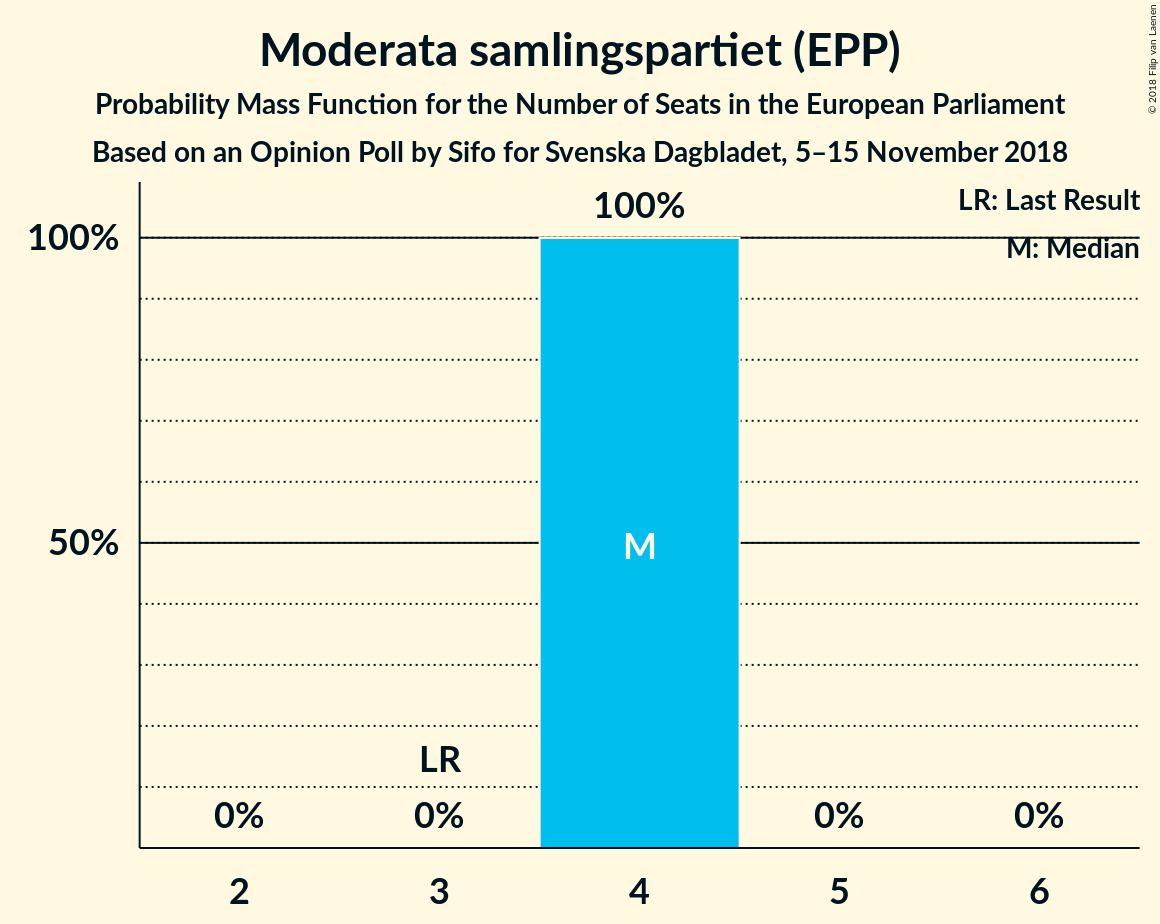 Moderata samlingspartiet (EPP)
Probability Mass Function for the Number of Seats in the European Parliament
Based on an Opinion Poll by Sifo for Svenska Dagbladet, 5–15 November 2018
© 2018 Filip van Laenen
LR: Last Result
M: Median
100%
100%
50%
M
LR
0%
0%
0%
0%
2
3
4
5
6